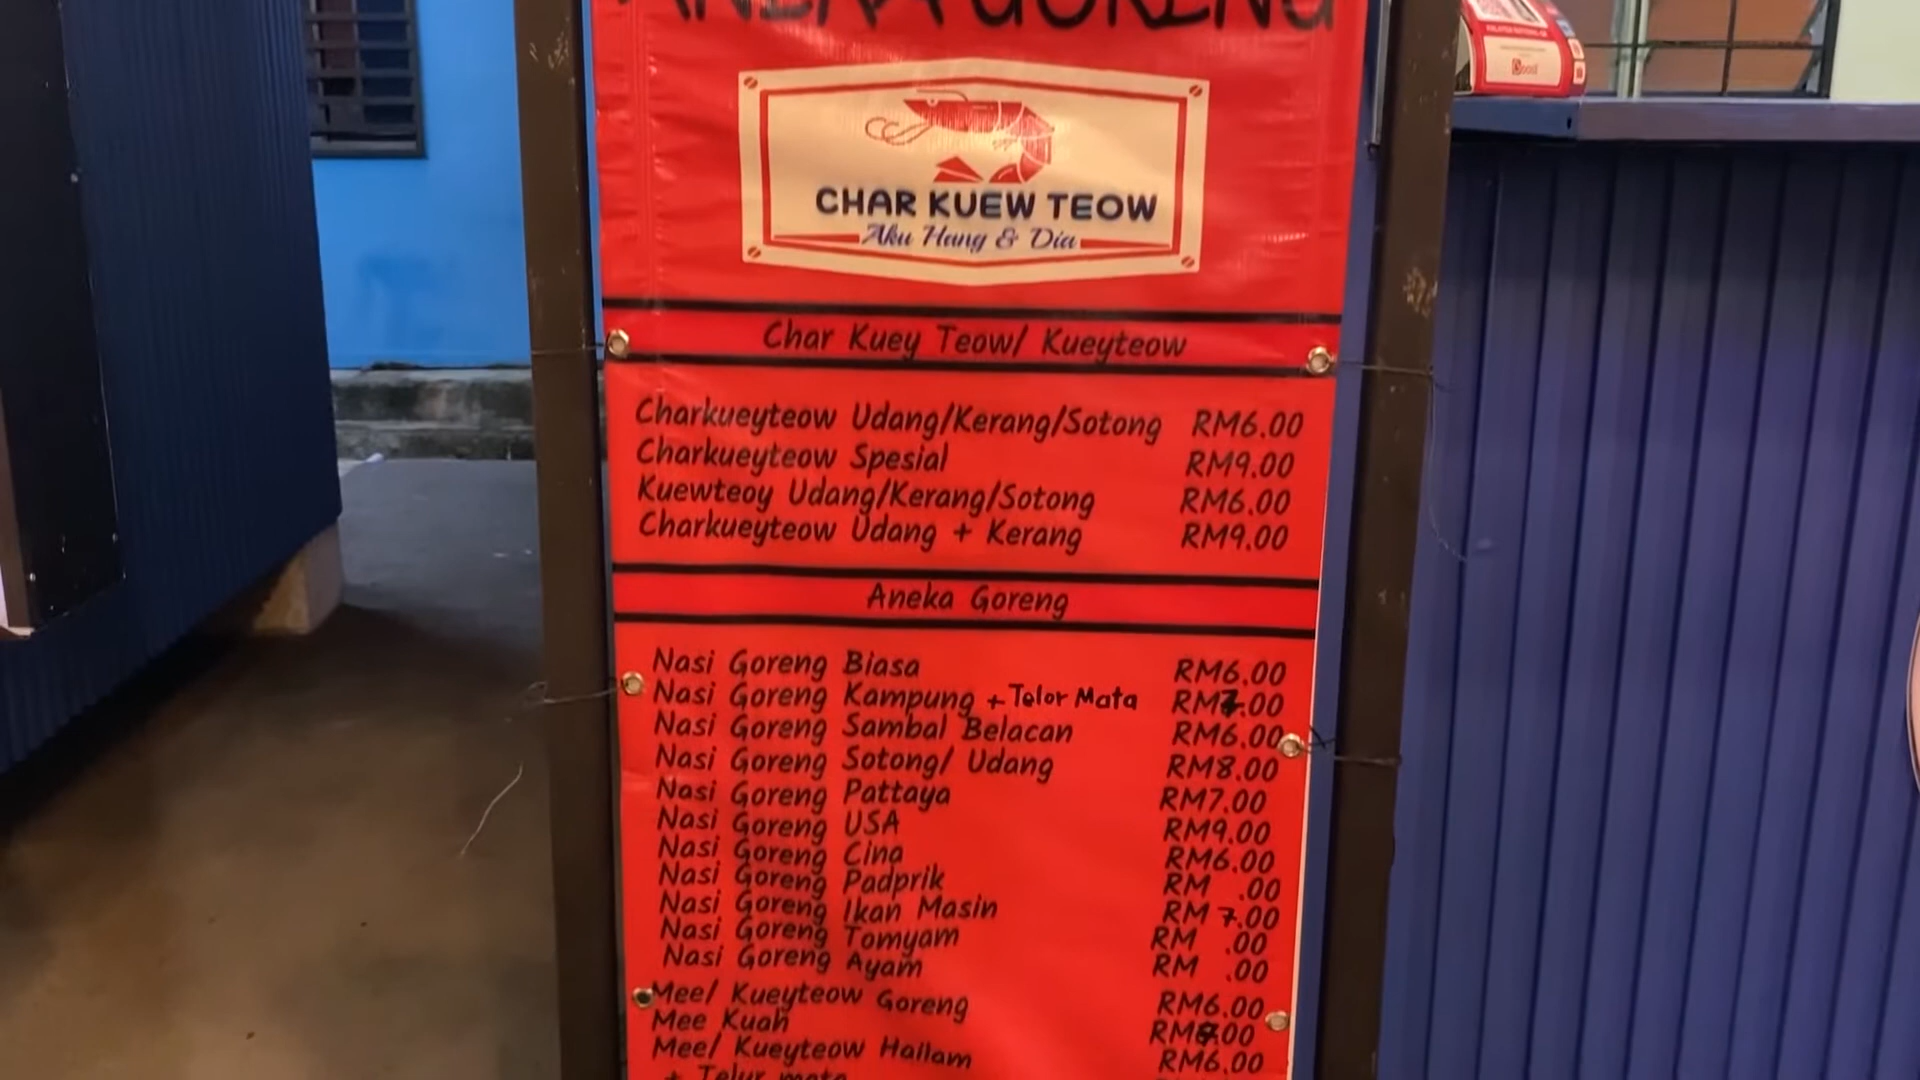 ANEKA GORENG
CHAR KUEW TEOW
Aku Hang & Dia
Char Kuey Teow/ Kueyteow
Charkueyteow Udang/Kerang/Sotong RM6.00
Charkueyteow Spesial RM9.00
Kuewteoy Udang/Kerang/Sotong RM6.00
Charkueyteow Udang + Kerang RM9.00
Aneka Goreng
Nasi Goreng Biasa RM6.00
Nasi Goreng Kampung + Telor Mata RM7.00
Nasi Goreng Sambal Belacan RM6.00
Nasi Goreng Sotong/ Udang RM8.00
Nasi Goreng Pattaya RM7.00
Nasi Goreng USA RM9.00
Nasi Goreng Cina RM6.00
Nasi Goreng Padprik RM .00
Nasi Goreng Ikan Masin RM 7.00
Nasi Goreng Tomyam RM .00
Nasi Goreng Ayam RM .00
Mee/ Kueyteow Goreng RM6.00
Mee Kuah
Mee/ Kueyteow Hailam RM6.00
+ Telur mata